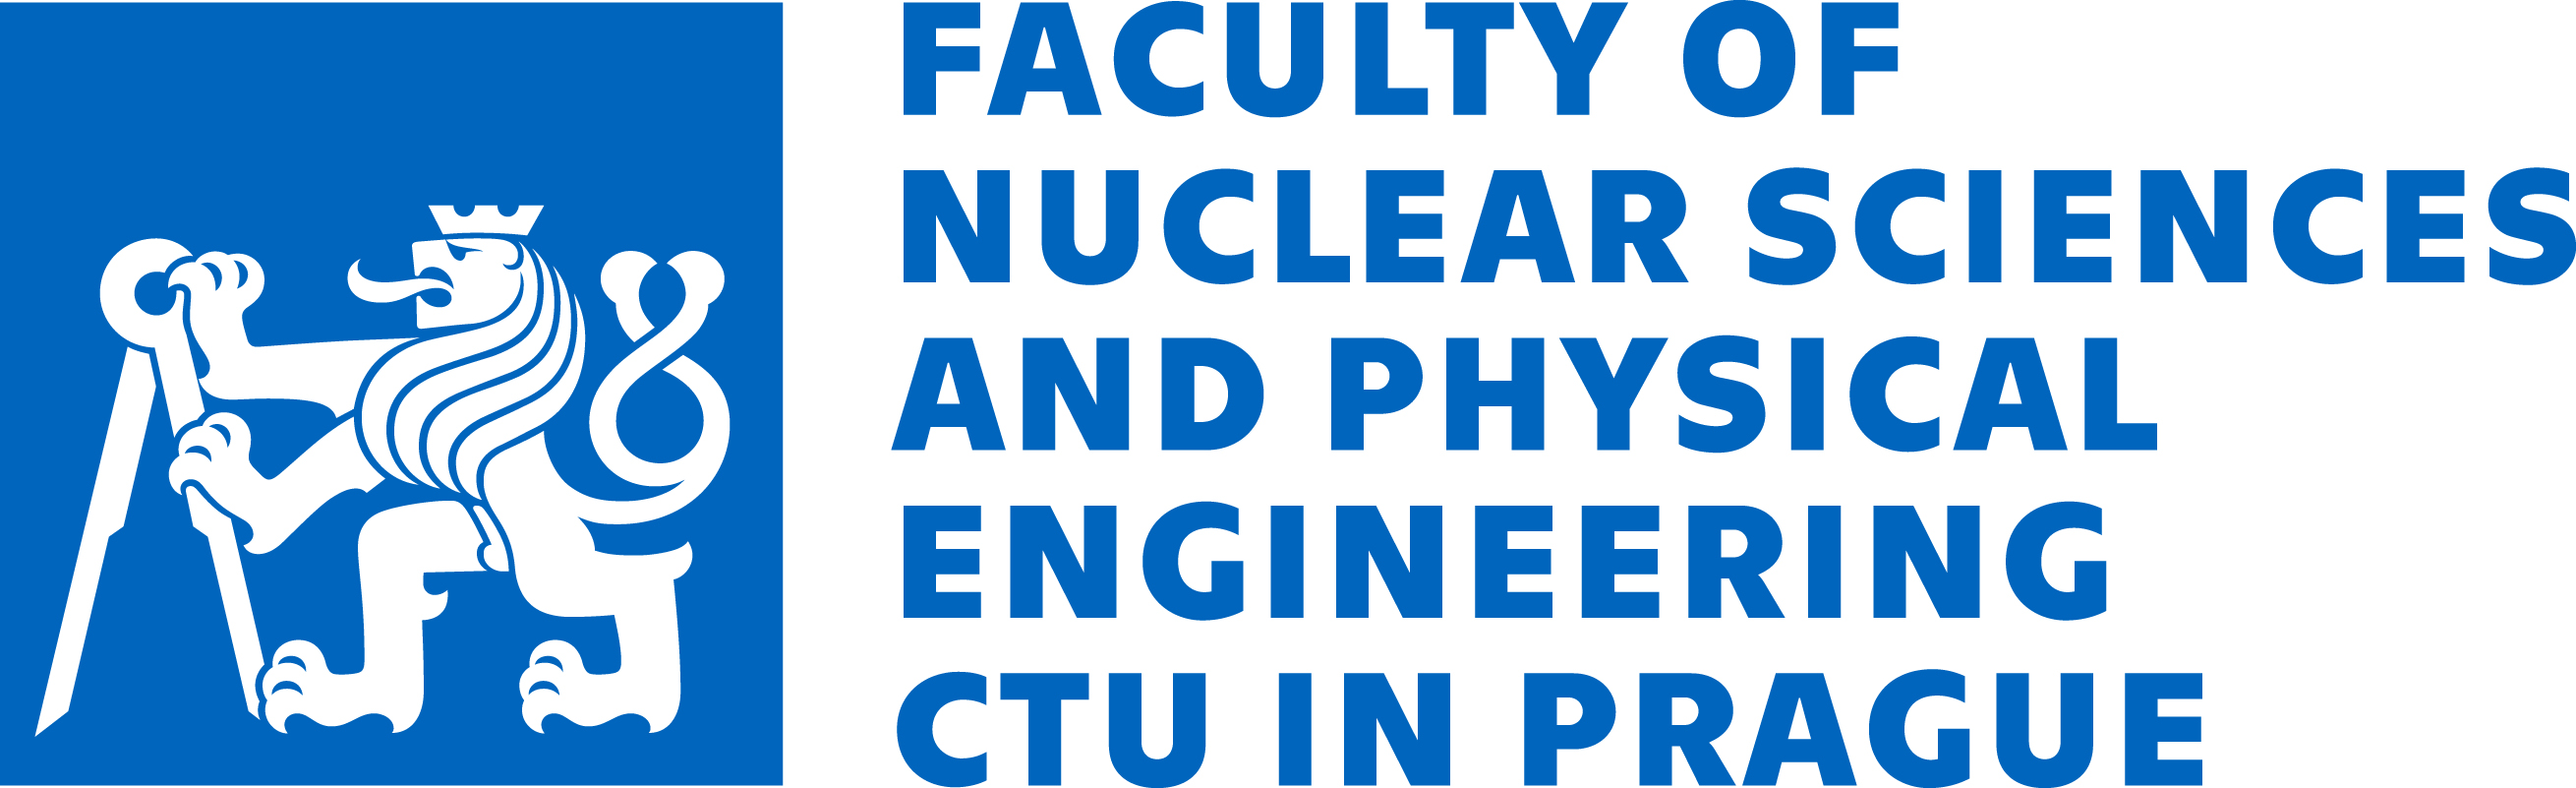 FACULTY OF
NUCLEAR SCIENCES
AND PHYSICAL
ENGINEERING
CTU IN PRAGUE